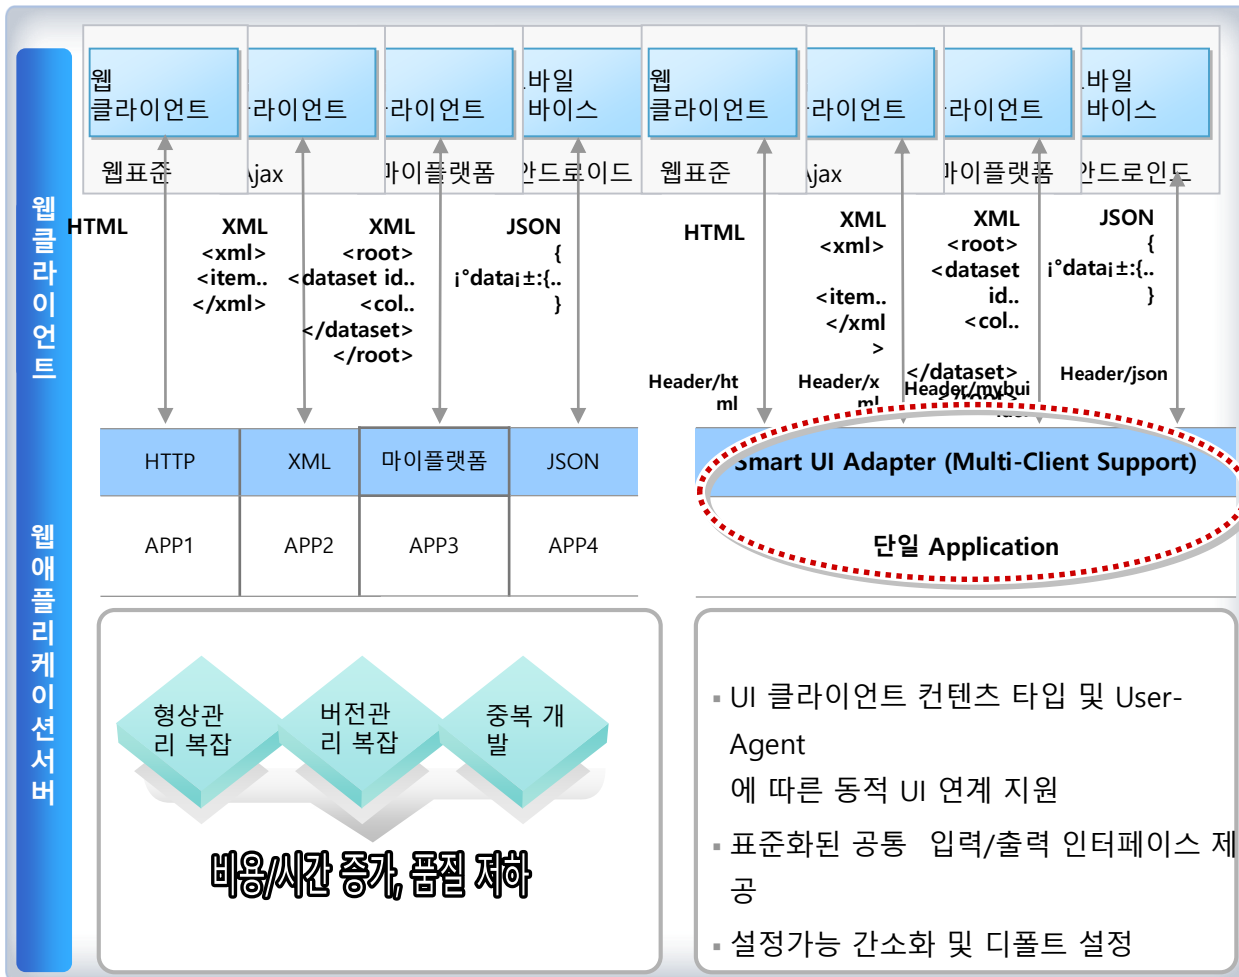 웹
클라이언트
라이언트
라이언트
바일
바이스
웹
클라이언트
라이언트
라이언트
바일
바이스
웹표준
Ajax
마이플랫폼
안드로이드
웹표준
Ajax
마이플랫폼
안드로인드
웹클라이언트
HTML
XML
<xml>
<item..
</xml>
XML
<root>
<dataset id..
<col..
</dataset>
</root>
JSON
{
¡°data¡±:{..
}
HTML
XML
<xml>
<item..
</xml
>
XML
<root>
<dataset
id..
<col..
</dataset>
</root>
JSON
{
¡°data¡±:{..
}
Header/ht
ml
Header/x
ml
Header/mybui
Header/json
웹애플리케이션서버
HTTP
XML
마이플랫폼
JSON
Smart UI Adapter (Multi-Client Support)
APP1
APP2
APP3
APP4
단일 Application
형상관
리 복잡
버전관
리 복잡
중복 개
발
비용/시간 증가, 품질 저하
▪ UI 클라이언트 컨텐츠 타입 및 User-
Agent
에 따른 동적 UI 연계 지원
▪ 표준화된 공통 입력/출력 인터페이스 제
공
▪ 설정가능 간소화 및 디폴트 설정